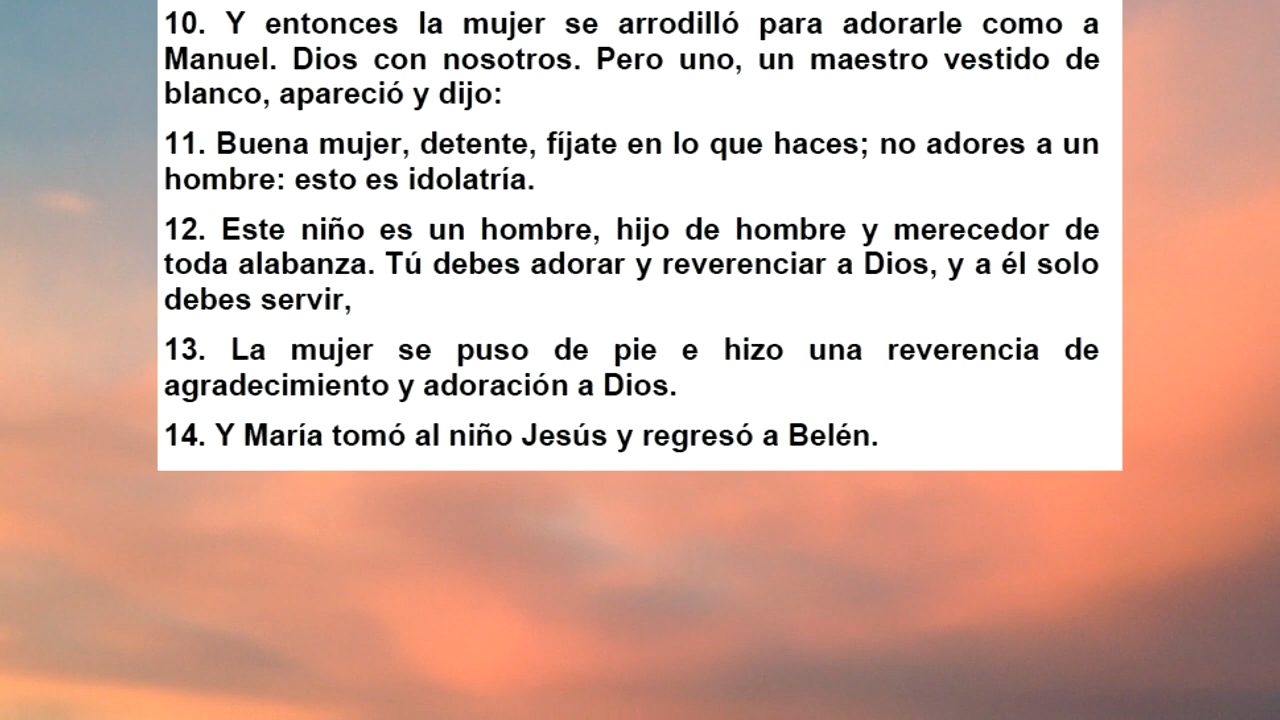 10. Y entonces la mujer se arrodilló para adorarle como a
Manuel. Dios con nosotros. Pero uno, un maestro vestido de
blanco, apareció y dijo:
11. Buena mujer, detente, fíjate en lo que haces; no adores a un
hombre: esto es idolatría.
12. Este niño es un hombre, hijo de hombre y merecedor de
toda alabanza. Tú debes adorar y reverenciar a Dios, y a él solo
debes servir,
13. La mujer se puso de pie e hizo una reverencia de
agradecimiento y adoración a Dios.
14. Y María tomó al niño Jesús y regresó a Belén.